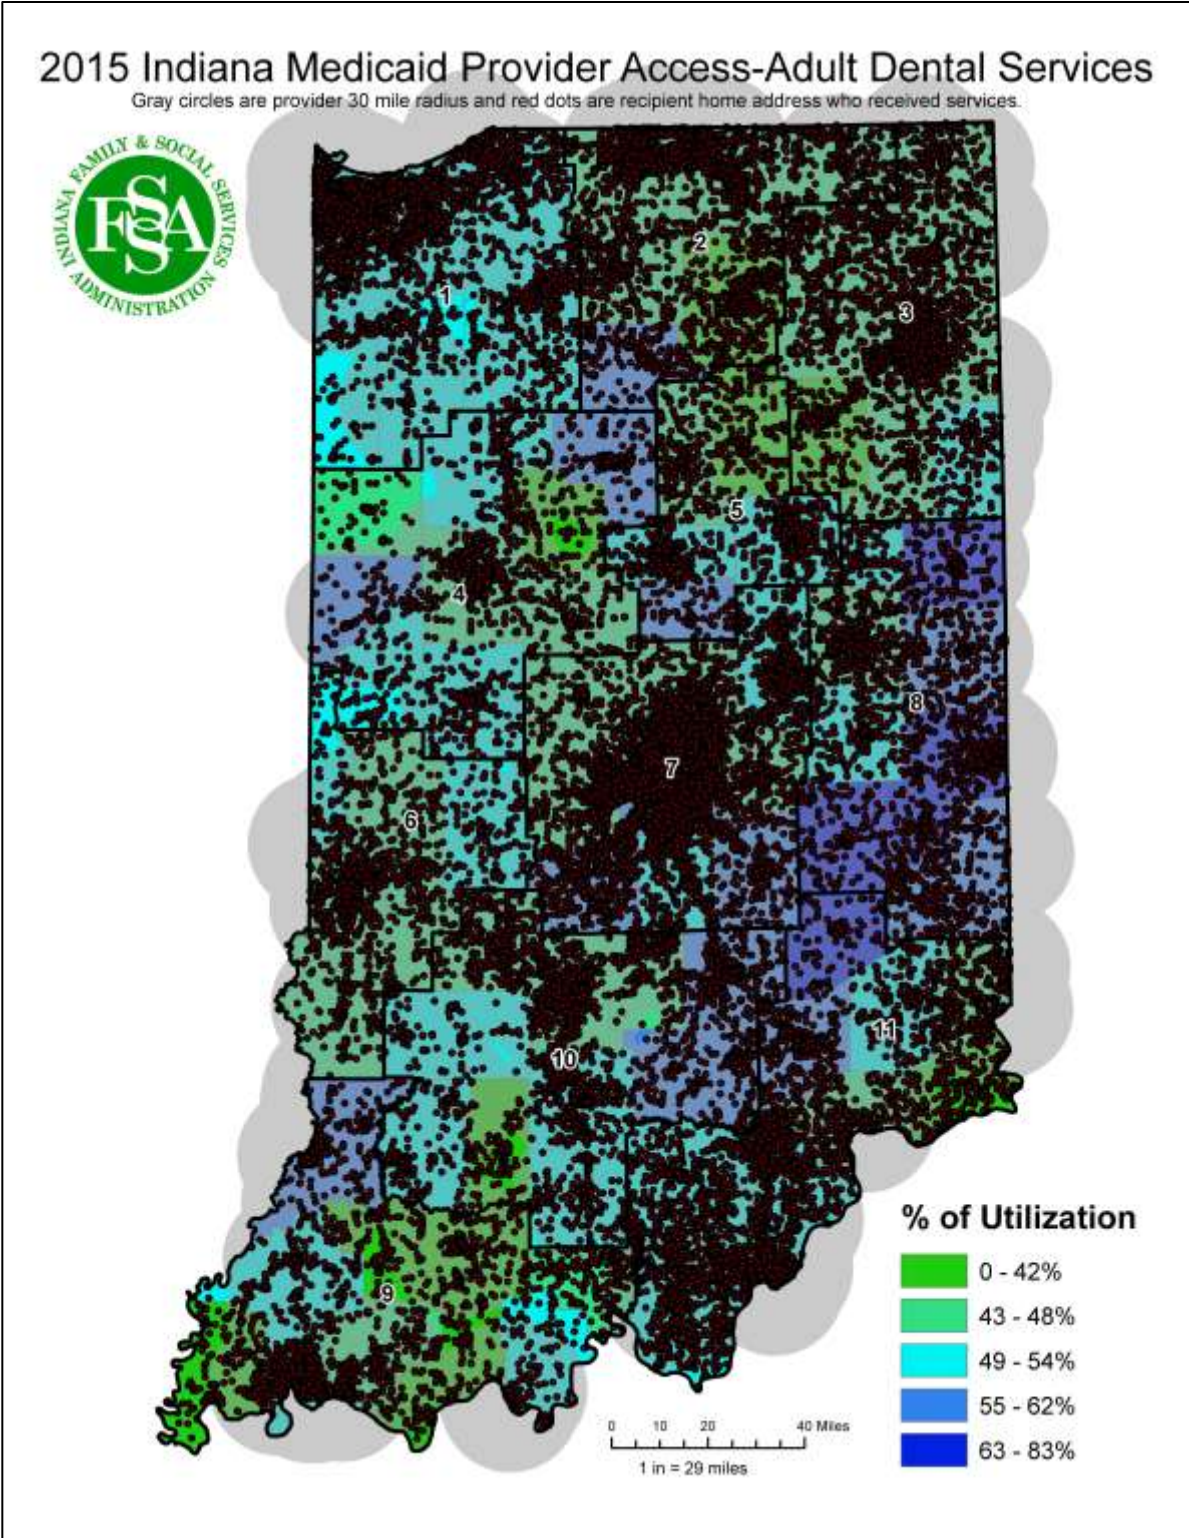 2015 Indiana Medicaid Provider Access-Adult Dental Services
Gray circles are provider 30 mile radius and red dots are recipient home address who received services.
INDIANA FAMILY & SOCIAL SERVICES ADMINISTRATION
FSSA
1
2
3
4
5
6
7
8
9
10
11
% of Utilization
0 - 42%
43 - 48%
49 - 54%
55 - 62%
63 - 83%
0 10 20 40 Miles
1 in = 29 miles